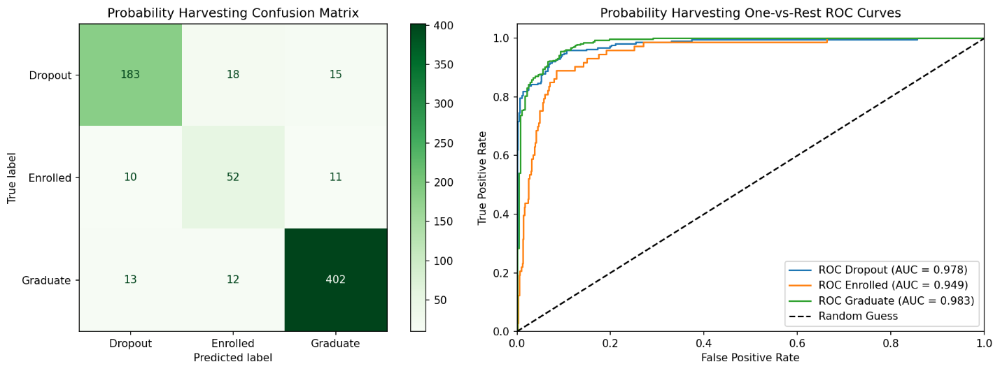 Probability Harvesting Confusion Matrix
True label
Dropout
Enrolled
Graduate
183 18 15
10 52 11
13 12 402
Dropout Enrolled Graduate
Predicted label
400
350
300
250
200
150
100
50
Probability Harvesting One-vs-Rest ROC Curves
True Positive Rate
1.0
0.8
0.6
0.4
0.2
0.0
0.0 0.2 0.4 0.6 0.8 1.0
False Positive Rate
ROC Dropout (AUC = 0.978)
ROC Enrolled (AUC = 0.949)
ROC Graduate (AUC = 0.983)
Random Guess